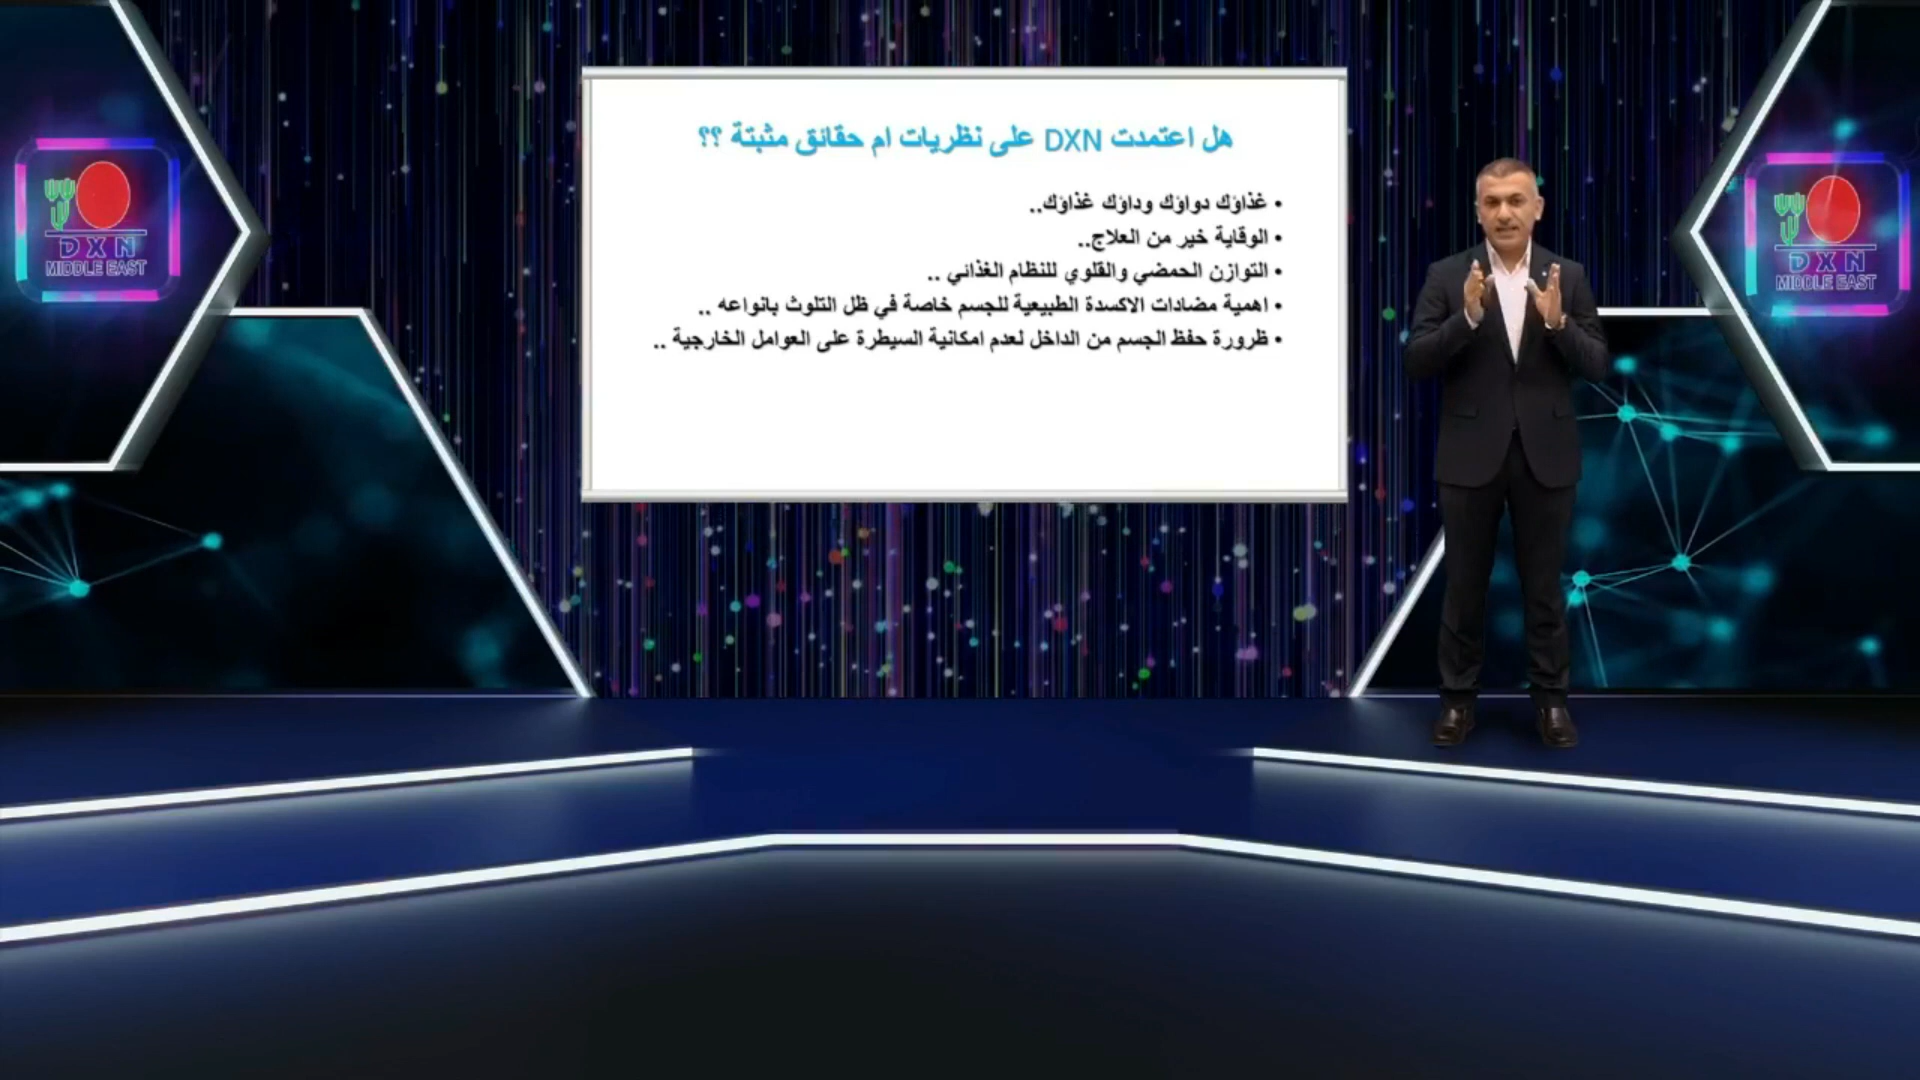 هل اعتمدت DXN على نظريات ام حقائق مثبتة ؟؟
• غذاؤك دواؤك وداؤك غذاؤك..
• الوقاية خير من العلاج..
• التوازن الحمضي والقلوي للنظام الغذائي ..
• اهمية مضادات الاكسدة الطبيعية للجسم خاصة في ظل التلوث بانواعه ..
• ظرورة حفظ الجسم من الداخل لعدم امكانية السيطرة على العوامل الخارجية ..
DXN
MIDDLE EAST
DXN
MIDDLE EAST